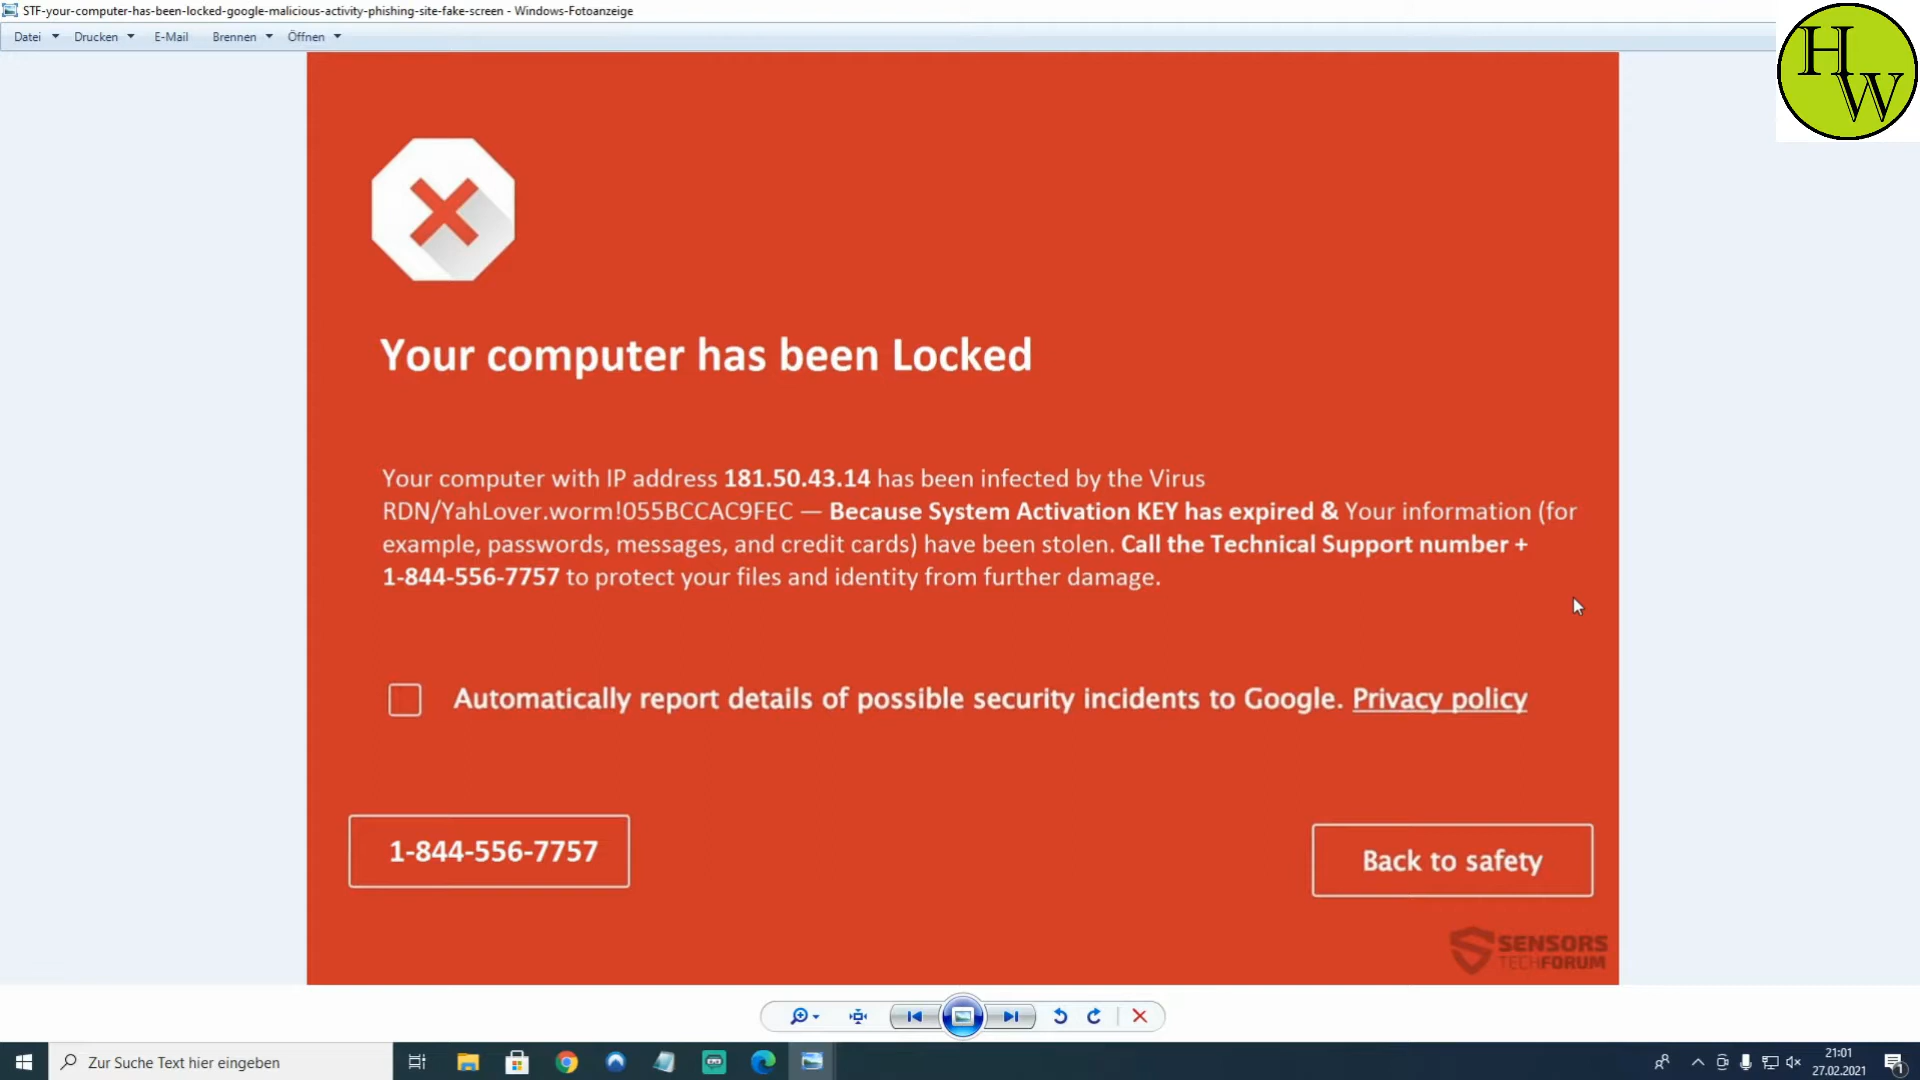 STF-your-computer-has-been-locked-google-malicious-activity-phishing-site-fake-screen - Windows-Fotoanzeige
Datei Drucken E-Mail Brennen Öffnen
HW
Your computer has been Locked
Your computer with IP address 181.50.43.14 has been infected by the Virus
RDN/YahLover.worm!055BCCAC9FEC — Because System Activation KEY has expired & Your information (for
example, passwords, messages, and credit cards) have been stolen. Call the Technical Support number +
1-844-556-7757 to protect your files and identity from further damage.
Automatically report details of possible security incidents to Google. Privacy policy
1-844-556-7757
Back to safety
SENSORS
TECHFORUM
Zur Suche Text hier eingeben
21:01
27.02.2021
1